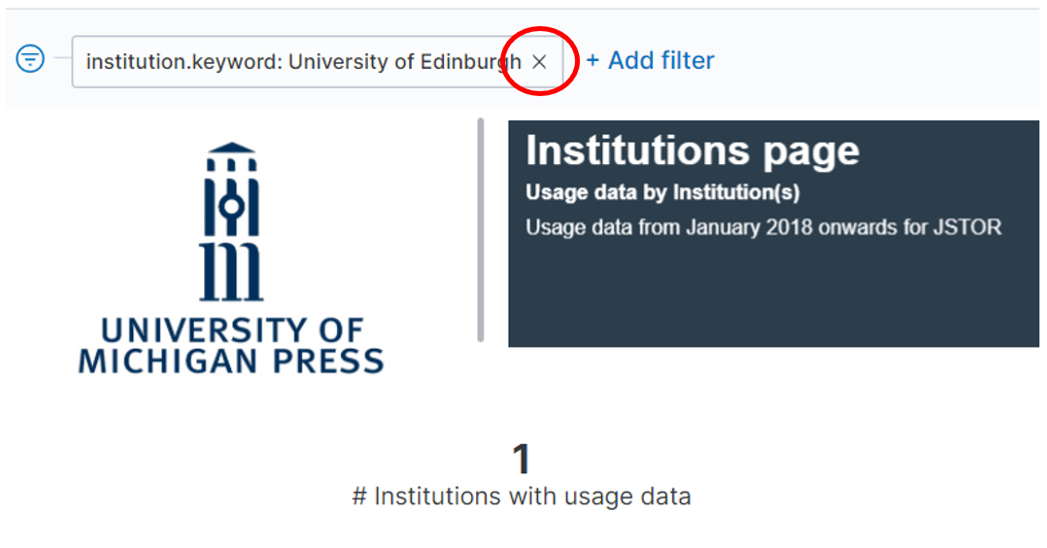 institution.keyword: University of Edinburgh × + Add filter
UNIVERSITY OF
MICHIGAN PRESS
Institutions page
Usage data by Institution(s)
Usage data from January 2018 onwards for JSTOR
1
# Institutions with usage data